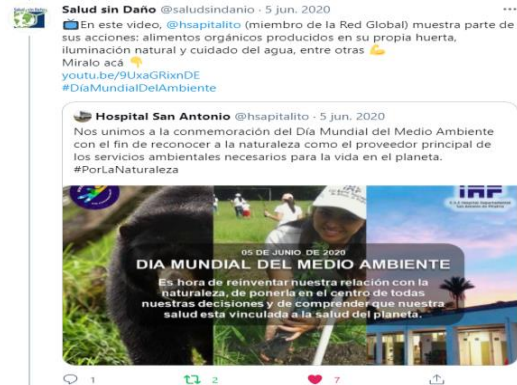 Salud sin Daño @saludsindanio · 5 jun. 2020
En este video, @hsapitalito (miembro de la Red Global) muestra parte de
sus acciones: alimentos orgánicos producidos en su propia huerta,
iluminación natural y cuidado del agua, entre otras 💪
Miralo acá 👇
youtu.be/9UxaGRixnDE
#DíaMundialDelAmbiente
Hospital San Antonio @hsapitalito · 5 jun. 2020
Nos unimos a la conmemoración del Día Mundial del Medio Ambiente
con el fin de reconocer a la naturaleza como el proveedor principal de
los servicios ambientales necesarios para la vida en el planeta.
#PorLaNaturaleza
05 DE JUNIO DE 2020
DIA MUNDIAL DEL MEDIO AMBIENTE
Es hora de reinventar nuestra relación con la
naturaleza, de ponerla en el centro de todas
nuestras decisiones y de comprender que nuestra
salud esta vinculada a la salud del planeta.
1 2 7